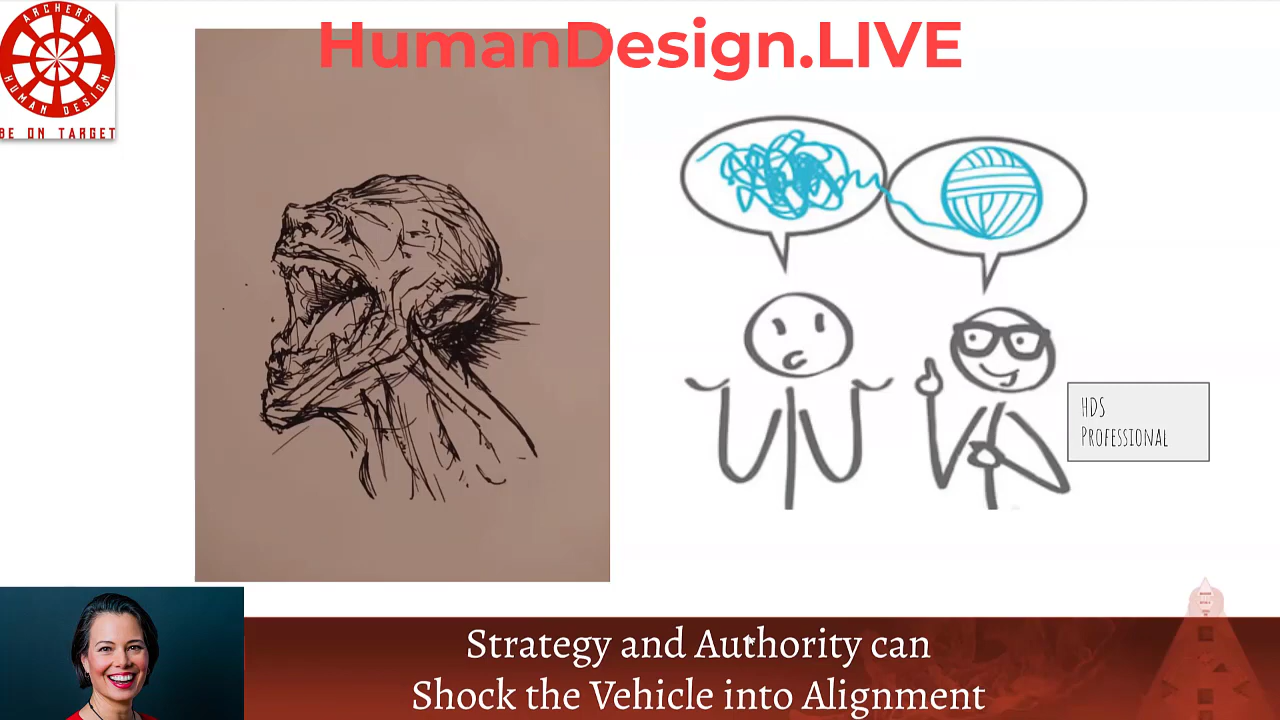 ARCHERS
HUMAN DESIGN
BE ON TARGET
HumanDesign.LIVE
HDS
PROFESSIONAL
Strategy and Authority can
Shock the Vehicle into Alignment